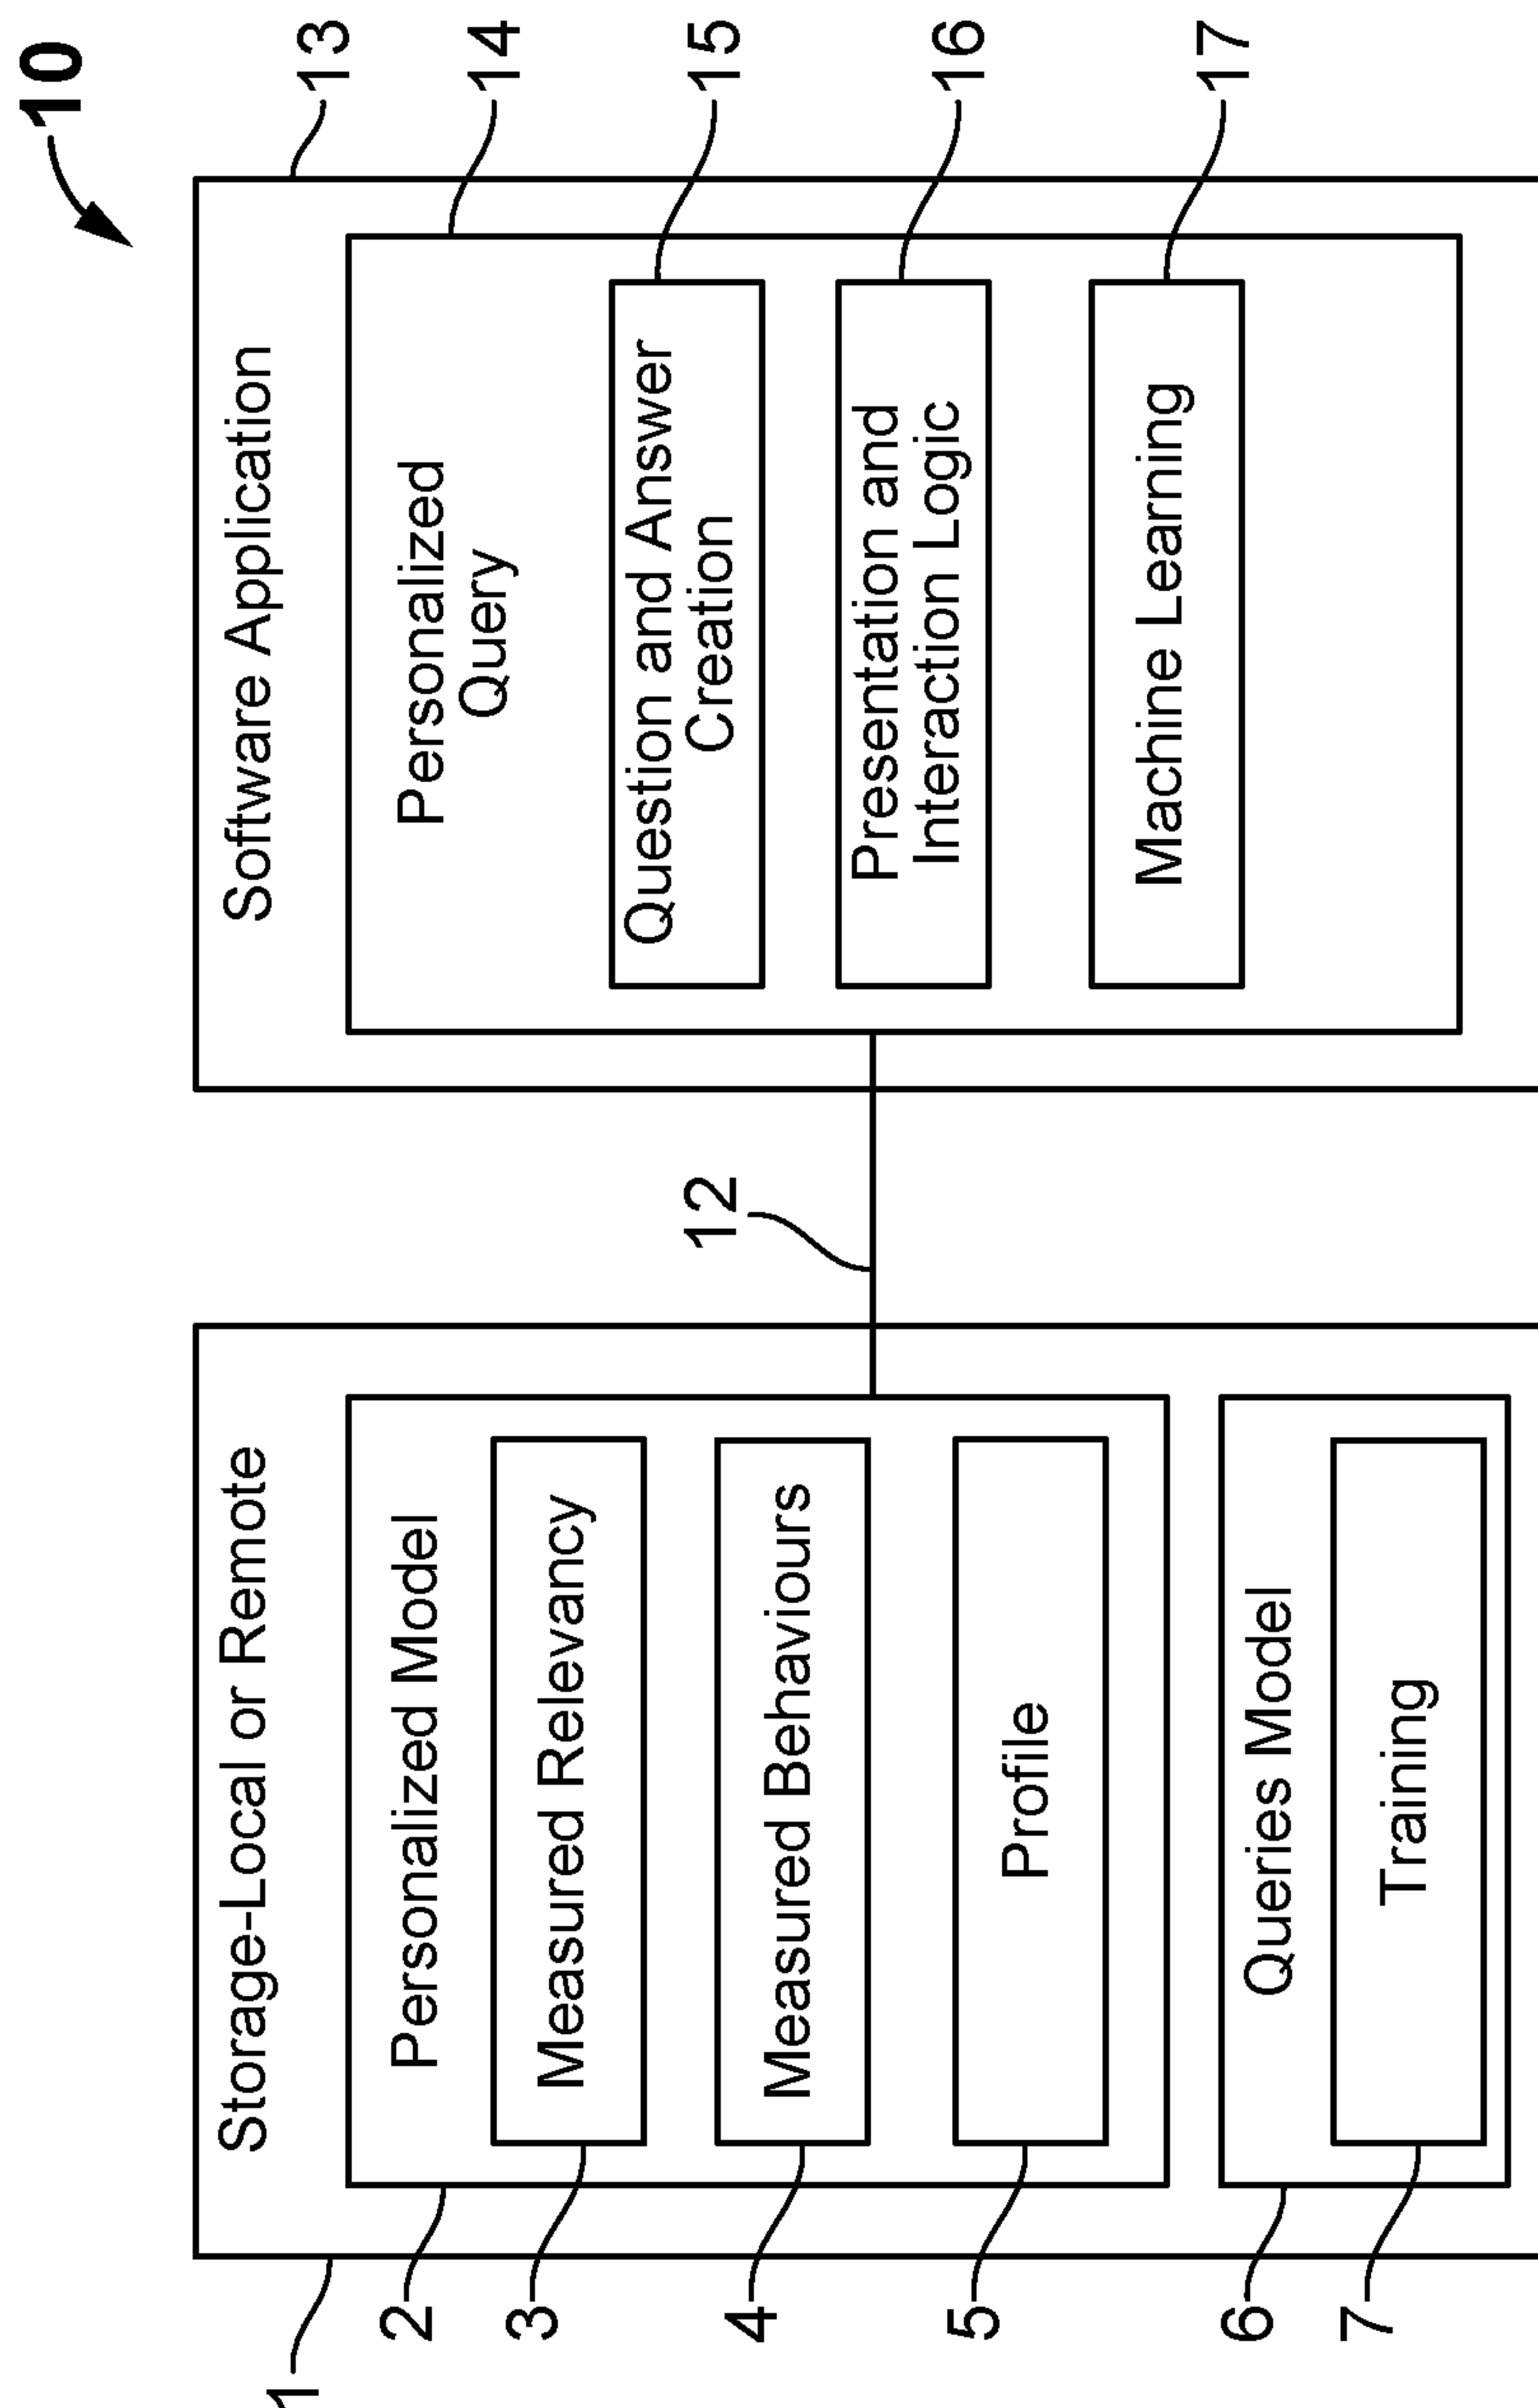 10
Storage-Local or Remote
Personalized Model
Measured Relevancy
Measured Behaviours
Profile
Queries Model
Training
1
2
3
4
5
6
7
12
Software Application
Personalized
Query
Question and Answer
Creation
Presentation and
Interaction Logic
Machine Learning
13
14
15
16
17